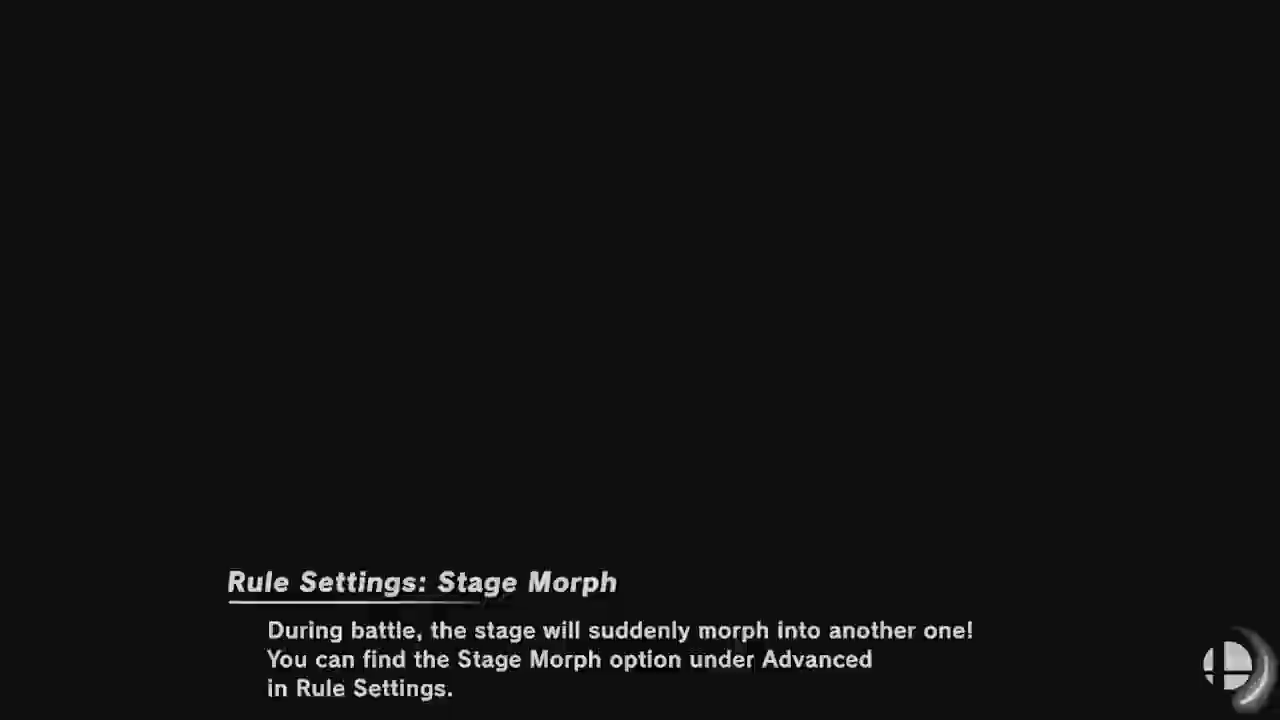 Rule Settings: Stage Morph
During battle, the stage will suddenly morph into another one!
You can find the Stage Morph option under Advanced
in Rule Settings.